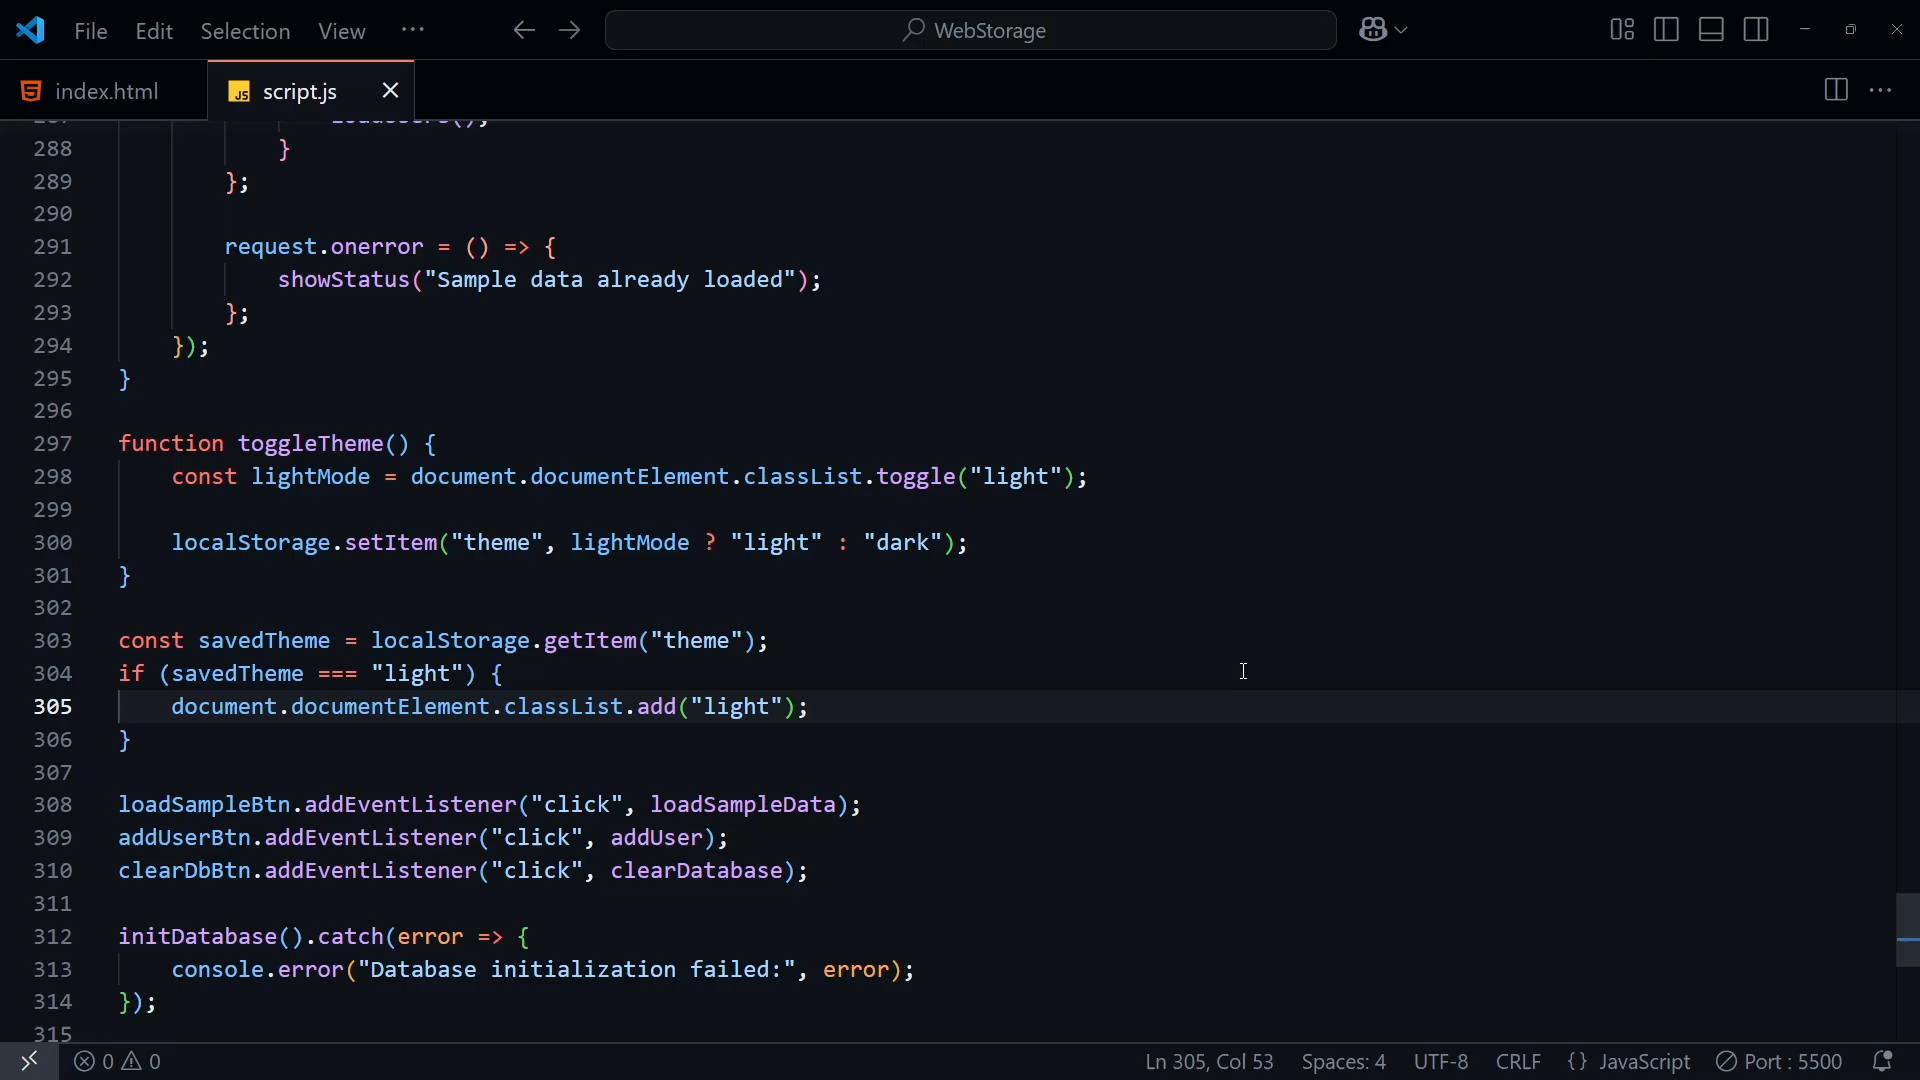 File Edit Selection View ··· WebStorage
index.html script.js
288 }
289 };
290
291 request.onerror = () => {
292 showStatus("Sample data already loaded");
293 };
294 });
295 }
296
297 function toggleTheme() {
298 const lightMode = document.documentElement.classList.toggle("light");
299
300 localStorage.setItem("theme", lightMode ? "light" : "dark");
301 }
302
303 const savedTheme = localStorage.getItem("theme");
304 if (savedTheme === "light") {
305 document.documentElement.classList.add("light");
306 }
307
308 loadSampleBtn.addEventListener("click", loadSampleData);
309 addUserBtn.addEventListener("click", addUser);
310 clearDbBtn.addEventListener("click", clearDatabase);
311
312 initDatabase().catch(error => {
313 console.error("Database initialization failed:", error);
314 });
315
0 0 Ln 305, Col 53 Spaces: 4 UTF-8 CRLF {} JavaScript Port : 5500